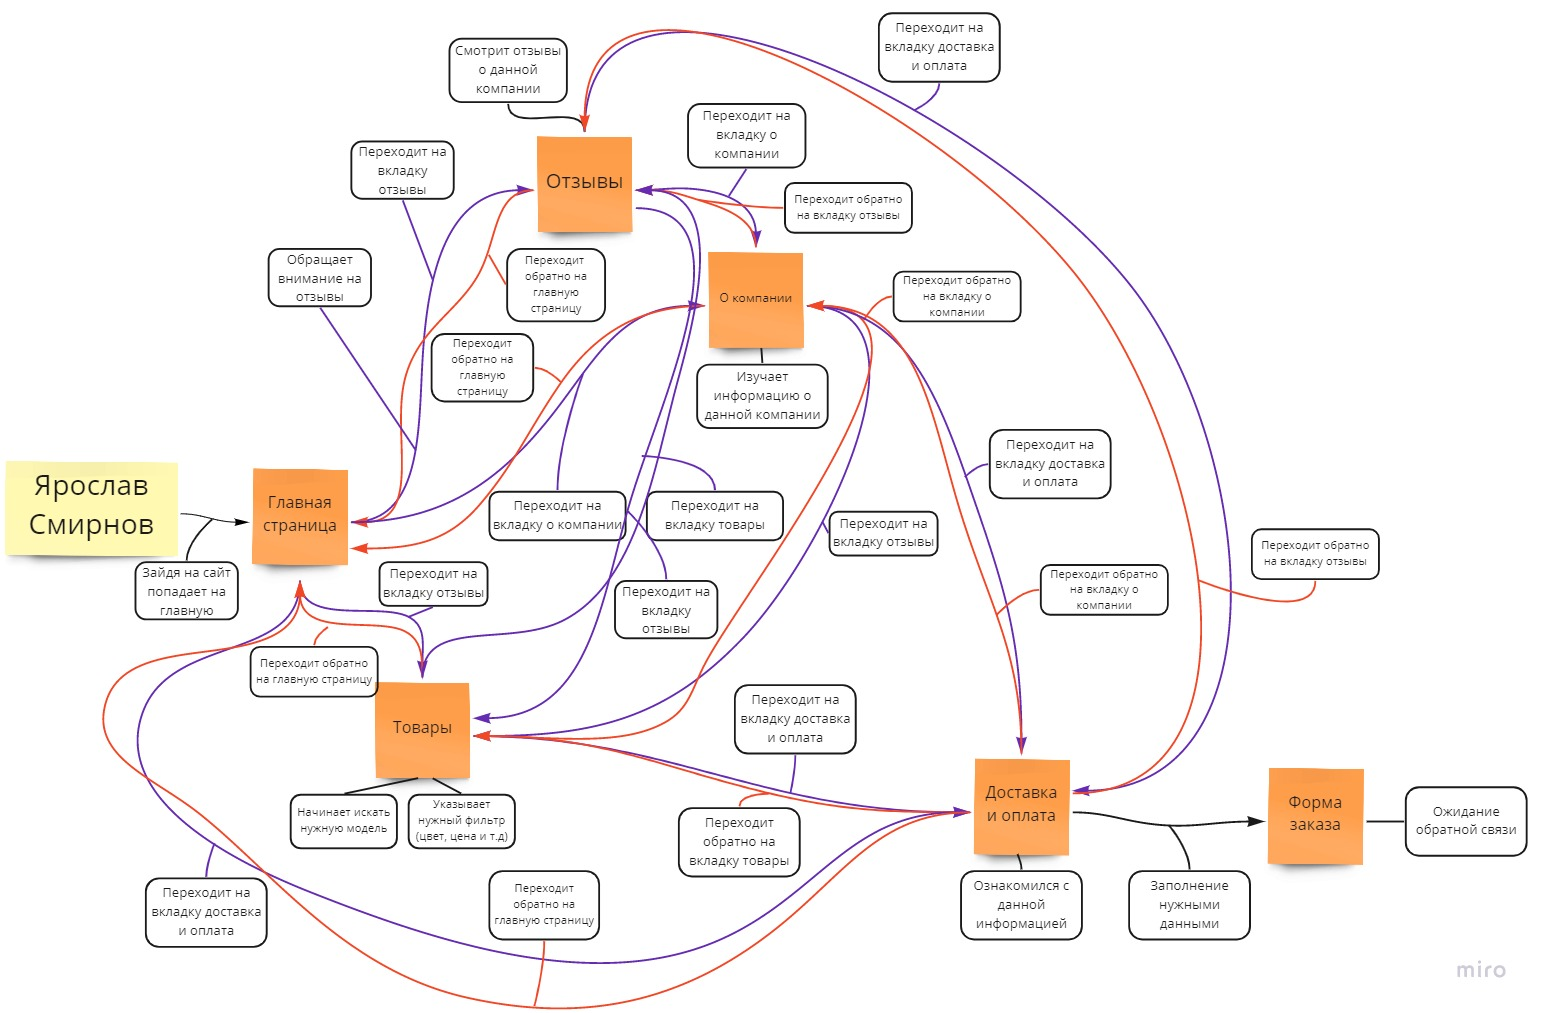 Переходит на
вкладку доставка
и оплата
Смотрит отзывы
о данной
компании
Переходит на
вкладку о
компании
Переходит на
вкладку
отзывы
Отзывы
Переходит обратно
на вкладку отзывы
Обращает
внимание на
отзывы
Переходит
обратно на
главную
страницу
О компании
Переходит обратно
на вкладку о
компании
Переходит
обратно на
главную
страницу
Изучает
информацию о
данной компании
Переходит на
вкладку доставка
и оплата
Ярослав
Смирнов
Главная
страница
Переходит на
вкладку о компании
Переходит на
вкладку товары
Переходит на
вкладку отзывы
Переходит обратно
на вкладку отзывы
Зайдя на сайт
попадает на
главную
Переходит на
вкладку отзывы
Переходит на
вкладку
отзывы
Переходит обратно
на вкладку о
компании
Переходит обратно
на главную страницу
Товары
Переходит на
вкладку доставка
и оплата
Доставка
и оплата
Форма
заказа
Ожидание
обратной связи
Начинает искать
нужную модель
Указывает
нужный фильтр
(цвет, цена и т.д)
Переходит
обратно на
вкладку товары
Переходит на
вкладку доставка
и оплата
Переходит
обратно на
главную страницу
Ознакомился с
данной
информацией
Заполнение
нужными
данными
miro